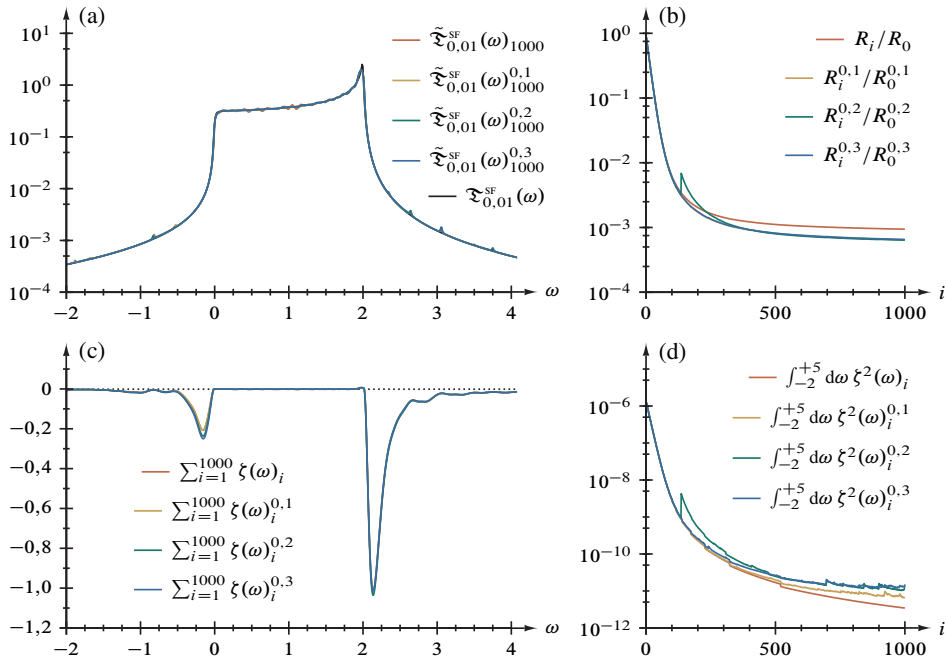 (a)
10^1
10^0
10^−1
10^−2
10^−3
10^−4
−2
−1
0
1
2
3
4
ω
𝕿̃^SF_0,01(ω)_1000
𝕿̃^SF_0,01(ω)^0,1_1000
𝕿̃^SF_0,01(ω)^0,2_1000
𝕿̃^SF_0,01(ω)^0,3_1000
𝕿^SF_0,01(ω)
(b)
10^1
10^0
10^−1
10^−2
10^−3
10^−4
0
500
1000
i
R_i/R_0
R_i^0,1/R_0^0,1
R_i^0,2/R_0^0,2
R_i^0,3/R_0^0,3
(c)
0
−0,2
−0,4
−0,6
−0,8
−1,0
−1,2
−2
−1
0
1
2
3
4
ω
∑_{i=1}^{1000} ζ(ω)_i
∑_{i=1}^{1000} ζ(ω)_i^0,1
∑_{i=1}^{1000} ζ(ω)_i^0,2
∑_{i=1}^{1000} ζ(ω)_i^0,3
(d)
10^−6
10^−8
10^−10
10^−12
0
500
1000
i
∫_{−2}^{+5} dω ζ²(ω)_i
∫_{−2}^{+5} dω ζ²(ω)_i^0,1
∫_{−2}^{+5} dω ζ²(ω)_i^0,2
∫_{−2}^{+5} dω ζ²(ω)_i^0,3